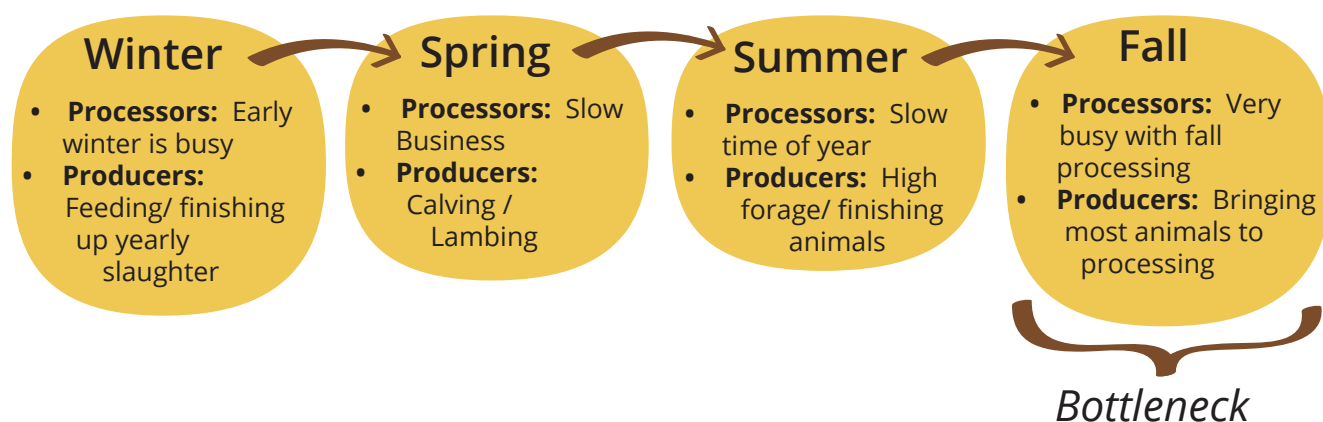 Winter
• Processors: Early
winter is busy
• Producers:
Feeding/ finishing
up yearly
slaughter
Spring
• Processors: Slow
Business
• Producers:
Calving /
Lambing
Summer
• Processors: Slow
time of year
• Producers: High
forage/ finishing
animals
Fall
• Processors: Very
busy with fall
processing
• Producers: Bringing
most animals to
processing
Bottleneck